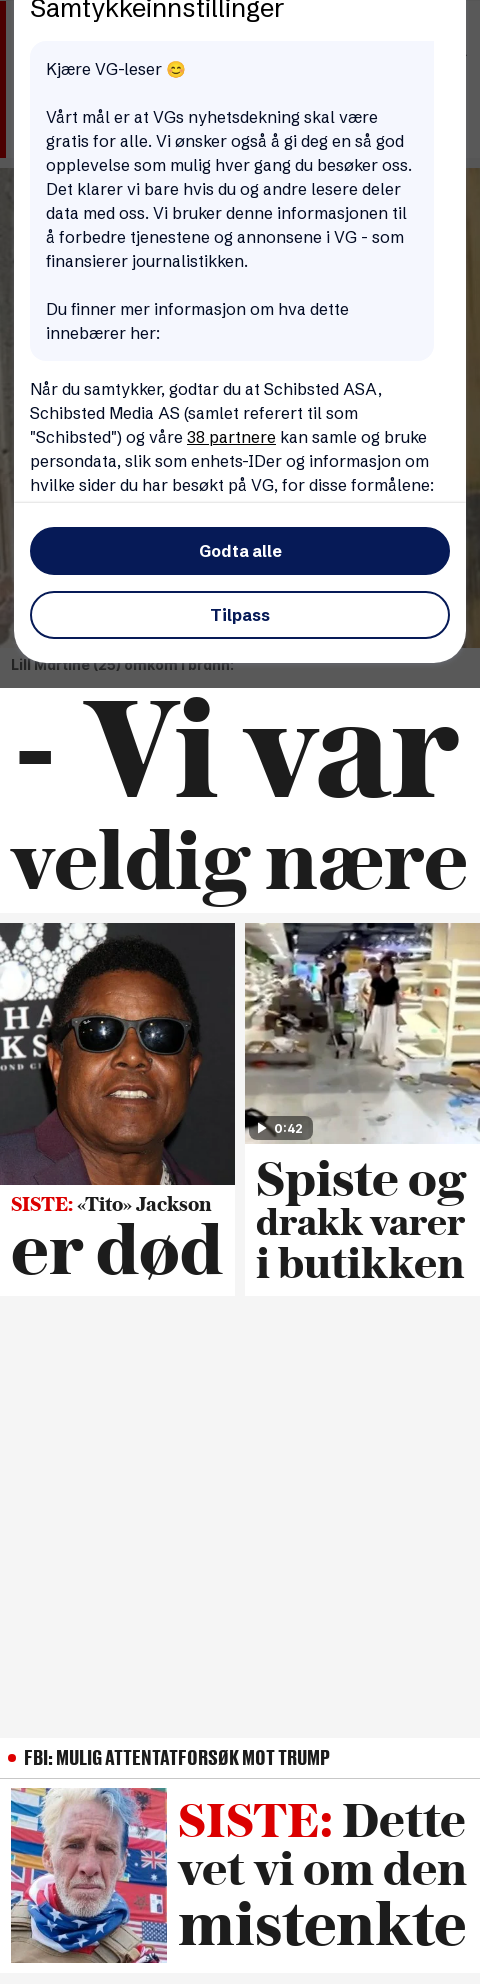 Samtykkeinnstillinger
Kjære VG-leser 😊
Vårt mål er at VGs nyhetsdekning skal være
gratis for alle. Vi ønsker også å gi deg en så god
opplevelse som mulig hver gang du besøker oss.
Det klarer vi bare hvis du og andre lesere deler
data med oss. Vi bruker denne informasjonen til
å forbedre tjenestene og annonsene i VG - som
finansierer journalistikken.
Du finner mer informasjon om hva dette
innebærer her:
Når du samtykker, godtar du at Schibsted ASA,
Schibsted Media AS (samlet referert til som
"Schibsted") og våre 38 partnere kan samle og bruke
persondata, slik som enhets-IDer og informasjon om
hvilke sider du har besøkt på VG, for disse formålene:
Godta alle
Tilpass
Lill Martine (25) omkom i brann.
- Vi var
veldig nære
SISTE: «Tito» Jackson
er død
0:42
Spiste og
drakk varer
i butikken
FBI: MULIG ATTENTATFORSØK MOT TRUMP
SISTE: Dette
vet vi om den
mistenkte